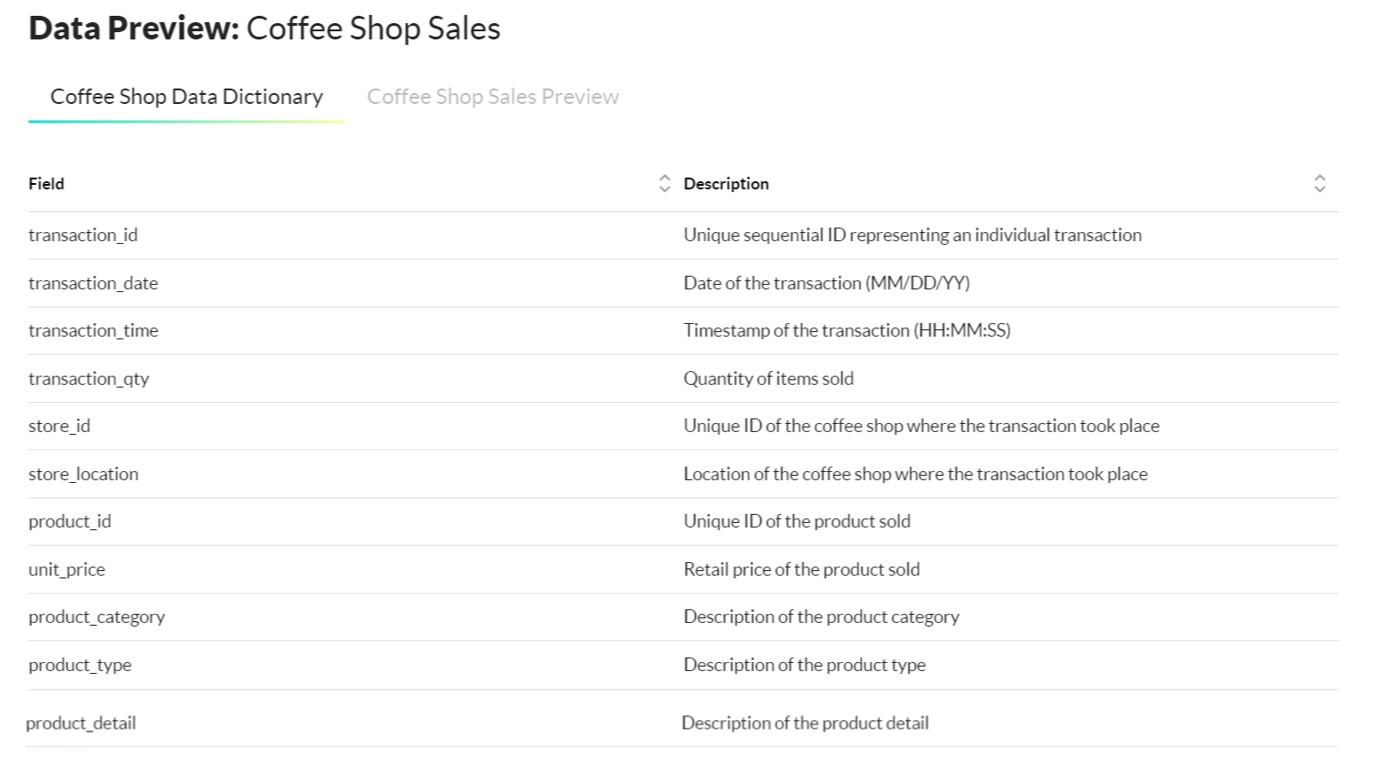 Data Preview: Coffee Shop Sales
Coffee Shop Data Dictionary Coffee Shop Sales Preview
Field Description
transaction_id Unique sequential ID representing an individual transaction
transaction_date Date of the transaction (MM/DD/YY)
transaction_time Timestamp of the transaction (HH:MM:SS)
transaction_qty Quantity of items sold
store_id Unique ID of the coffee shop where the transaction took place
store_location Location of the coffee shop where the transaction took place
product_id Unique ID of the product sold
unit_price Retail price of the product sold
product_category Description of the product category
product_type Description of the product type
product_detail Description of the product detail